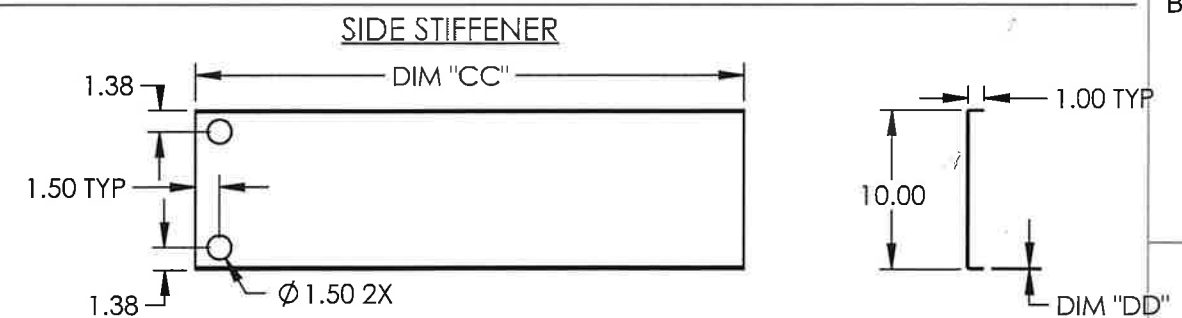 B
SIDE STIFFENER
DIM "CC"
1.38
1.00 TYP
1.50 TYP
10.00
Ø 1.50 2X
1.38
DIM "DD"